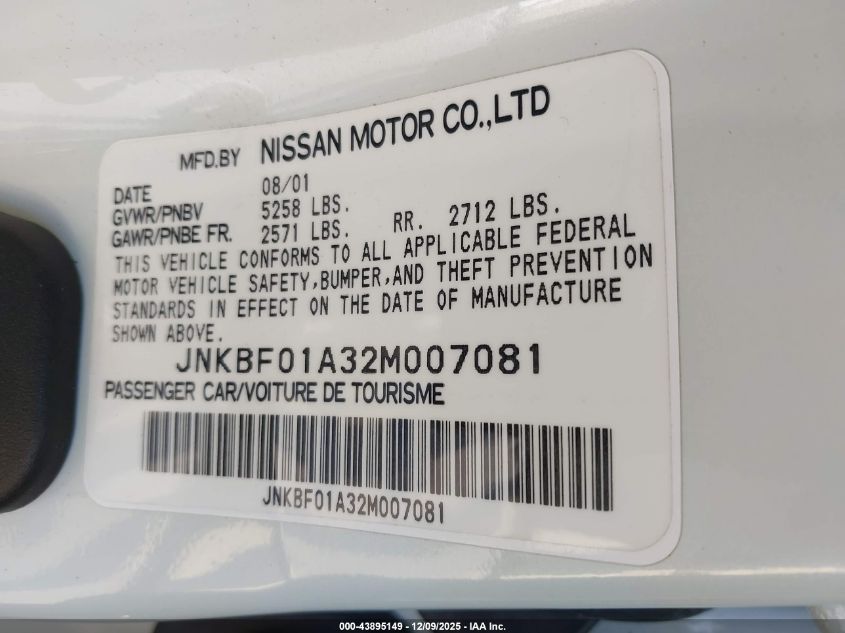 MFD.BY NISSAN MOTOR CO.,LTD
DATE 08/01
GVWR/PNBV 5258 LBS.
GAWR/PNBE FR. 2571 LBS. RR. 2712 LBS.
THIS VEHICLE CONFORMS TO ALL APPLICABLE FEDERAL
MOTOR VEHICLE SAFETY,BUMPER,AND THEFT PREVENTION
STANDARDS IN EFFECT ON THE DATE OF MANUFACTURE
SHOWN ABOVE.
JNKBF01A32M007081
PASSENGER CAR/VOITURE DE TOURISME
JNKBF01A32M007081
000-43895149 - 12/09/2025 - IAA Inc.